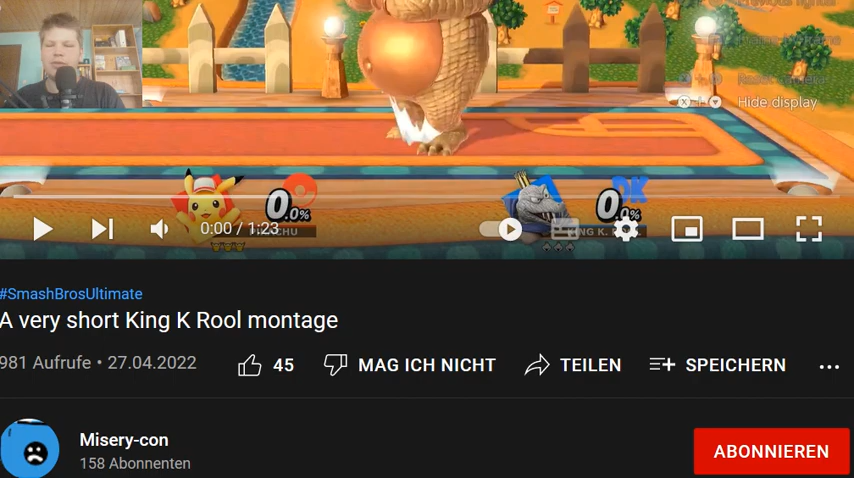 Hide display
0.0%
0.0%
0:00 / 1:23
#SmashBrosUltimate
A very short King K Rool montage
981 Aufrufe • 27.04.2022
45
MAG ICH NICHT
TEILEN
SPEICHERN
Misery-con
158 Abonnenten
ABONNIEREN